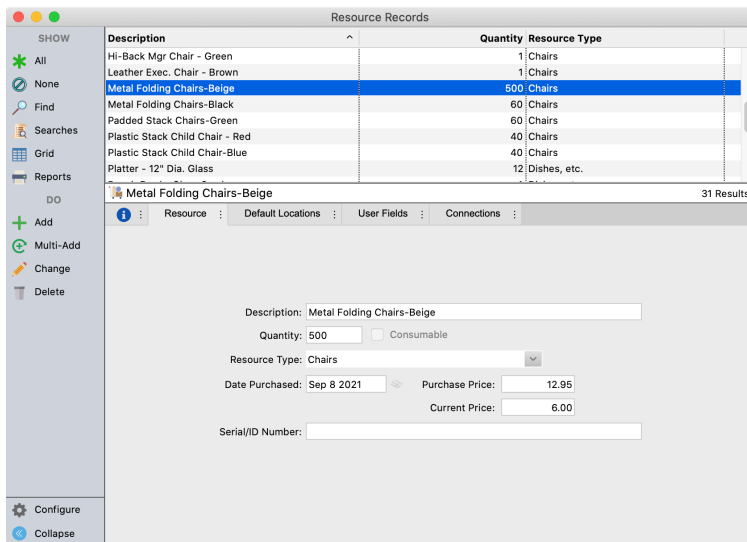 Resource Records
SHOW
All
None
Find
Searches
Grid
Reports
DO
Add
Multi-Add
Change
Delete
Configure
Collapse
Description Quantity Resource Type
Hi-Back Mgr Chair - Green 1 Chairs
Leather Exec. Chair - Brown 1 Chairs
Metal Folding Chairs-Beige 500 Chairs
Metal Folding Chairs-Black 60 Chairs
Padded Stack Chairs-Green 60 Chairs
Plastic Stack Child Chair - Red 40 Chairs
Plastic Stack Child Chair-Blue 40 Chairs
Platter - 12" Dia. Glass 12 Dishes, etc.
Metal Folding Chairs-Beige 31 Results
Resource Default Locations User Fields Connections
Description: Metal Folding Chairs-Beige
Quantity: 500 Consumable
Resource Type: Chairs
Date Purchased: Sep 8 2021 Purchase Price: 12.95
Current Price: 6.00
Serial/ID Number: